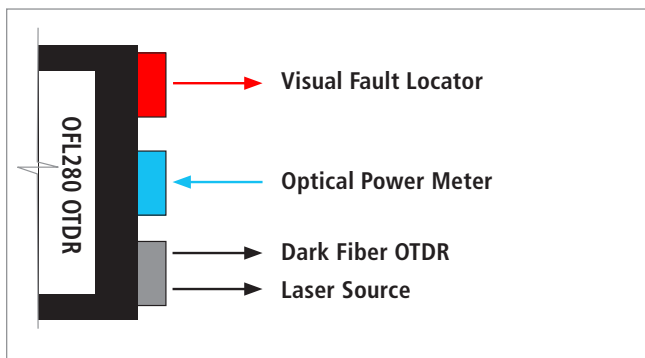 OFL280 OTDR
Visual Fault Locator
Optical Power Meter
Dark Fiber OTDR
Laser Source